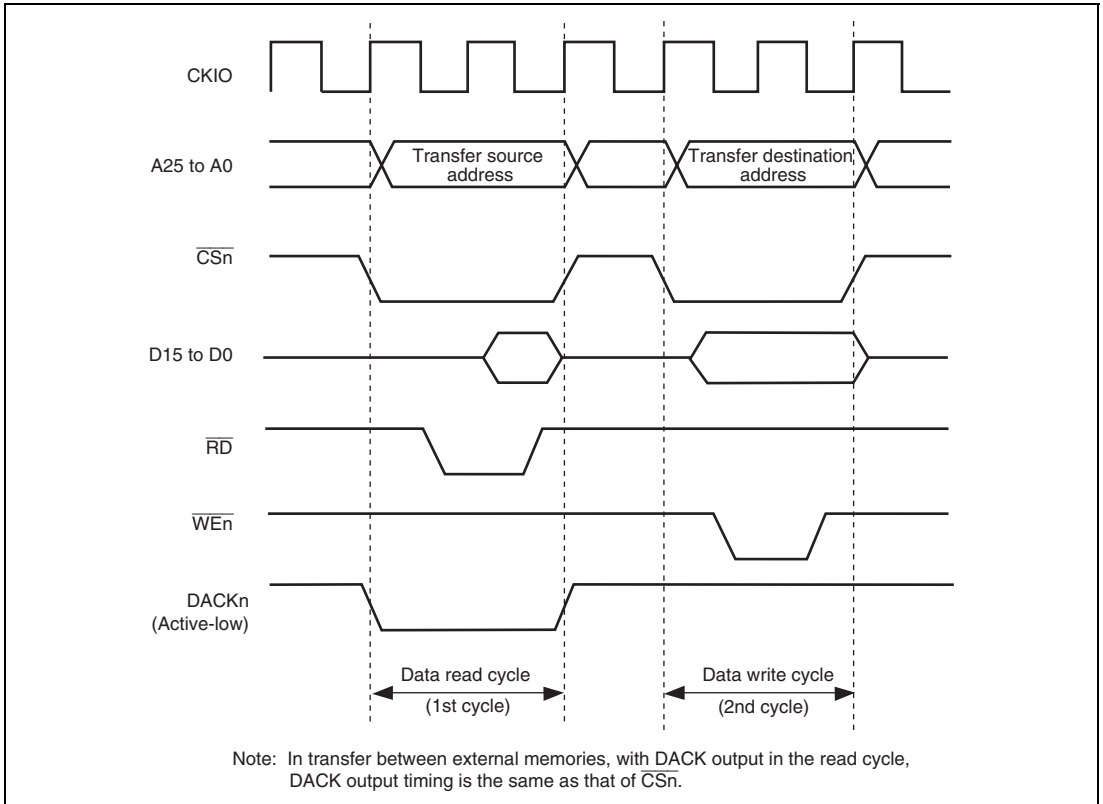 CKIO
A25 to A0
Transfer source
address
Transfer destination
address
CSn
D15 to D0
RD
WEn
DACKn
(Active-low)
Data read cycle
(1st cycle)
Data write cycle
(2nd cycle)
Note: In transfer between external memories, with DACK output in the read cycle,
DACK output timing is the same as that of CSn.